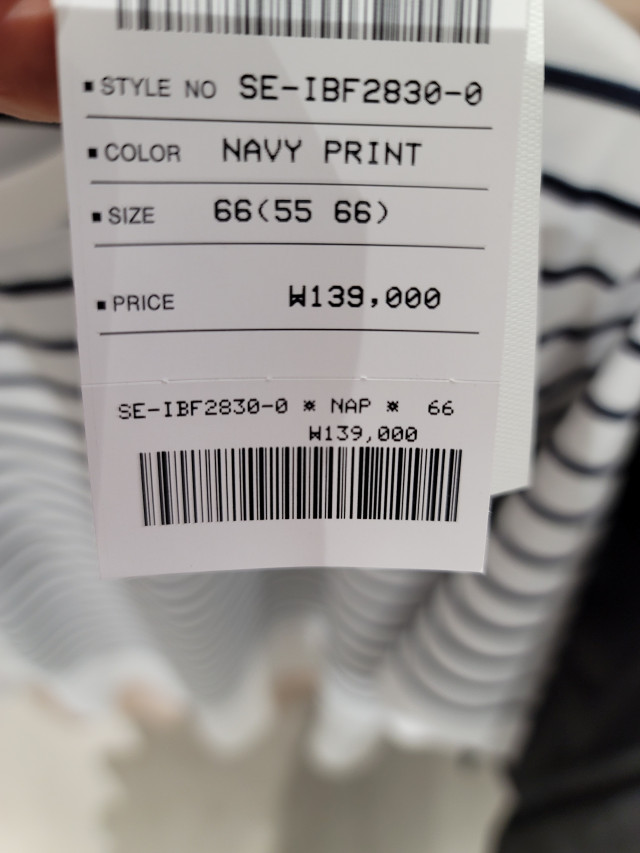 ▪ STYLE NO SE-IBF2830-0
▪ COLOR NAVY PRINT
▪ SIZE 66(55 66)
▪ PRICE ₩139,000
SE-IBF2830-0 ※ NAP ※ 66
₩139,000